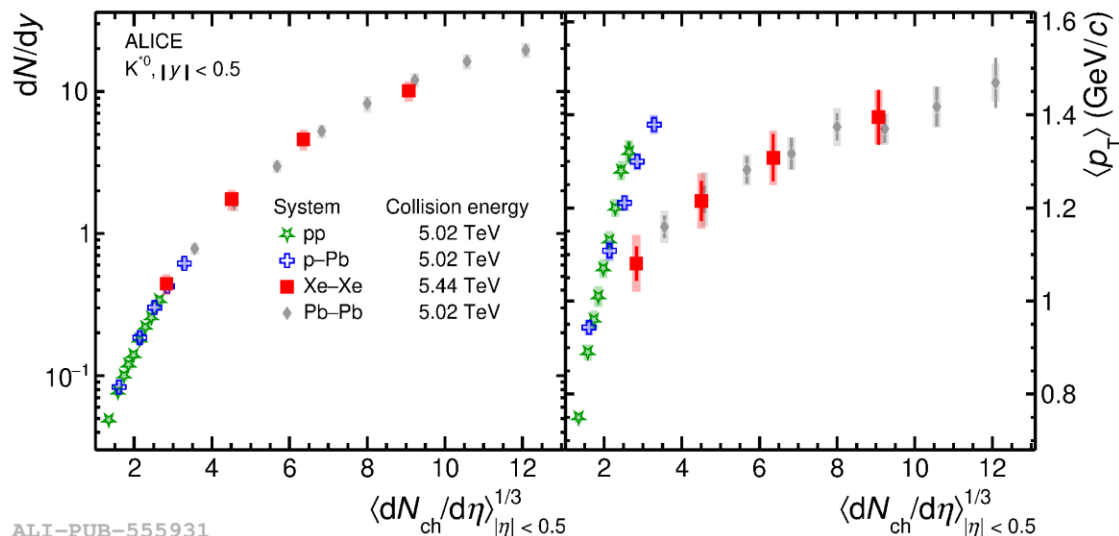 dN/dy
ALICE
K*0, |y| < 0.5
10
1
10−1
System Collision energy
pp 5.02 TeV
p–Pb 5.02 TeV
Xe–Xe 5.44 TeV
Pb–Pb 5.02 TeV
2 4 6 8 10 12
⟨dNch/dη⟩1/3|η| < 0.5
1.6
1.4
1.2
1
0.8
⟨pT⟩ (GeV/c)
2 4 6 8 10 12
⟨dNch/dη⟩1/3|η| < 0.5
ALI−PUB−555931